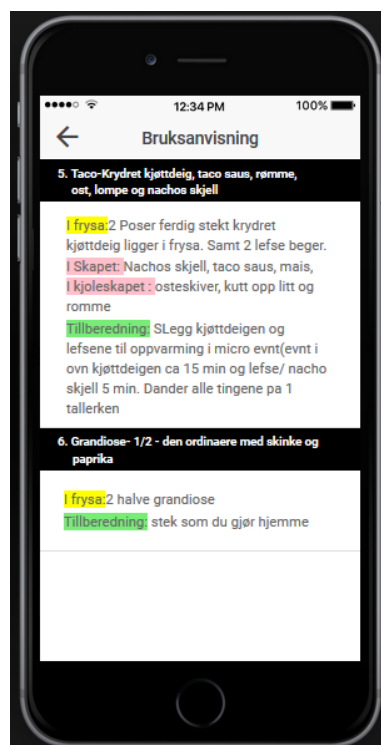 12:34 PM
100%
Bruksanvisning
5. Taco-Krydret kjøttdeig, taco saus, rømme,
ost, lompe og nachos skjell
I frysa:2 Poser ferdig stekt krydret
kjøttdeig ligger i frysa. Samt 2 lefse beger.
I Skapet: Nachos skjell, taco saus, mais,
I kjoleskapet : osteskiver, kutt opp litt og
romme
Tillberedning: SLegg kjøttdeigen og
lefsene til oppvarming i micro evnt(evnt i
ovn kjøttdeigen ca 15 min og lefse/ nacho
skjell 5 min. Dander alle tingene pa 1
tallerken
6. Grandiose- 1/2 - den ordinaere med skinke og
paprika
I frysa:2 halve grandiose
Tillberedning: stek som du gjør hjemme